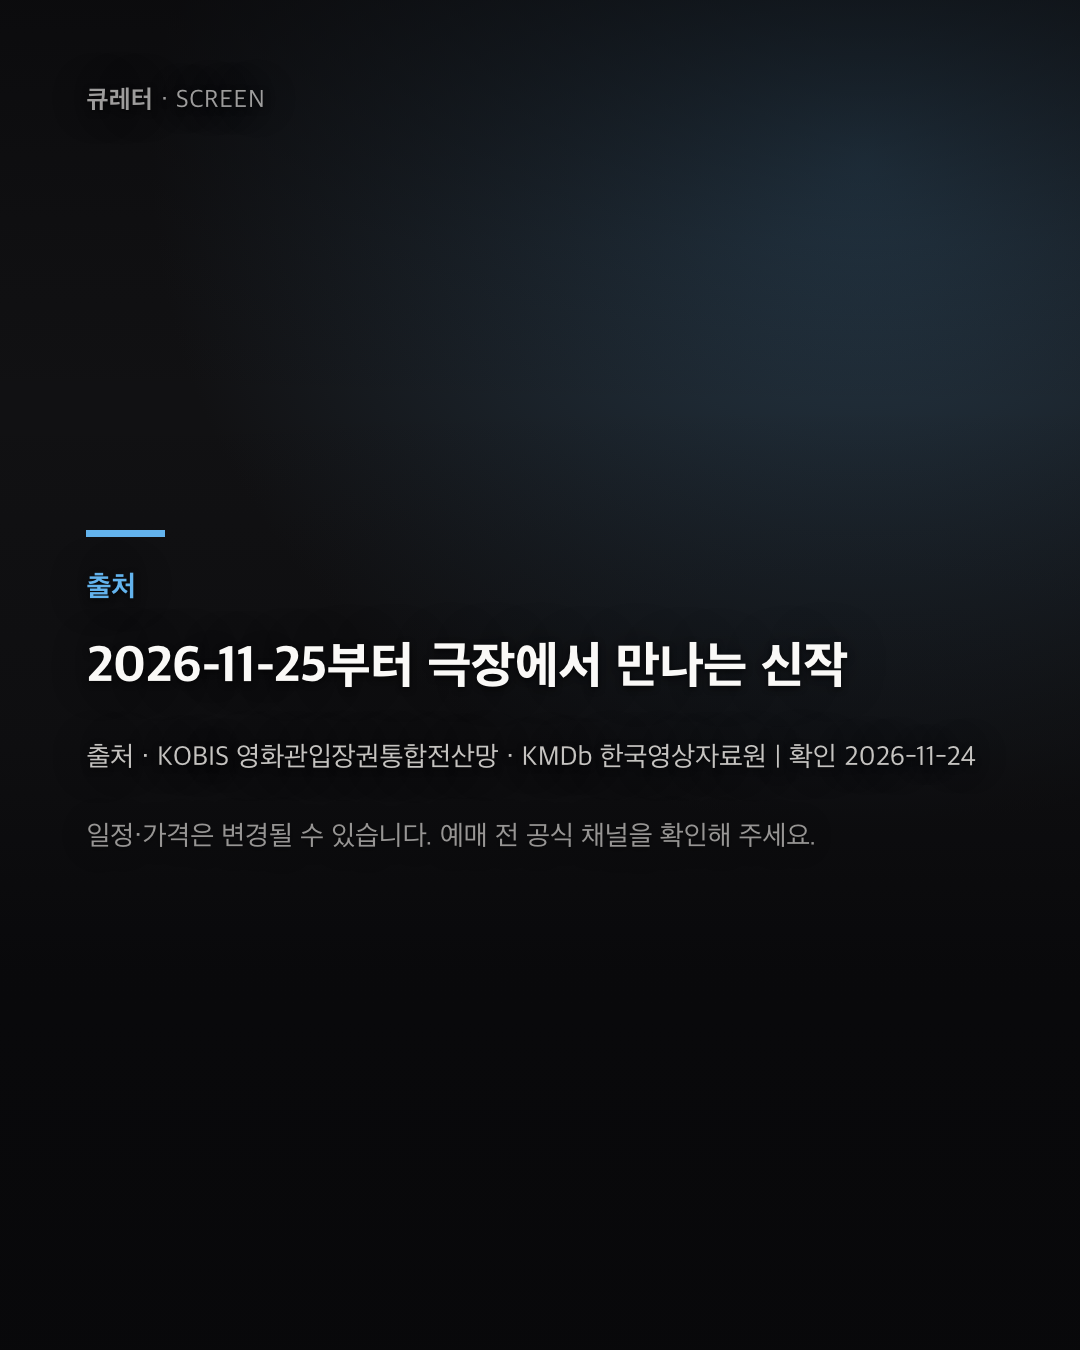 큐레터 · SCREEN
출처
2026-11-25부터 극장에서 만나는 신작
출처 · KOBIS 영화관입장권통합전산망 · KMDb 한국영상자료원 | 확인 2026-11-24
일정·가격은 변경될 수 있습니다. 예매 전 공식 채널을 확인해 주세요.